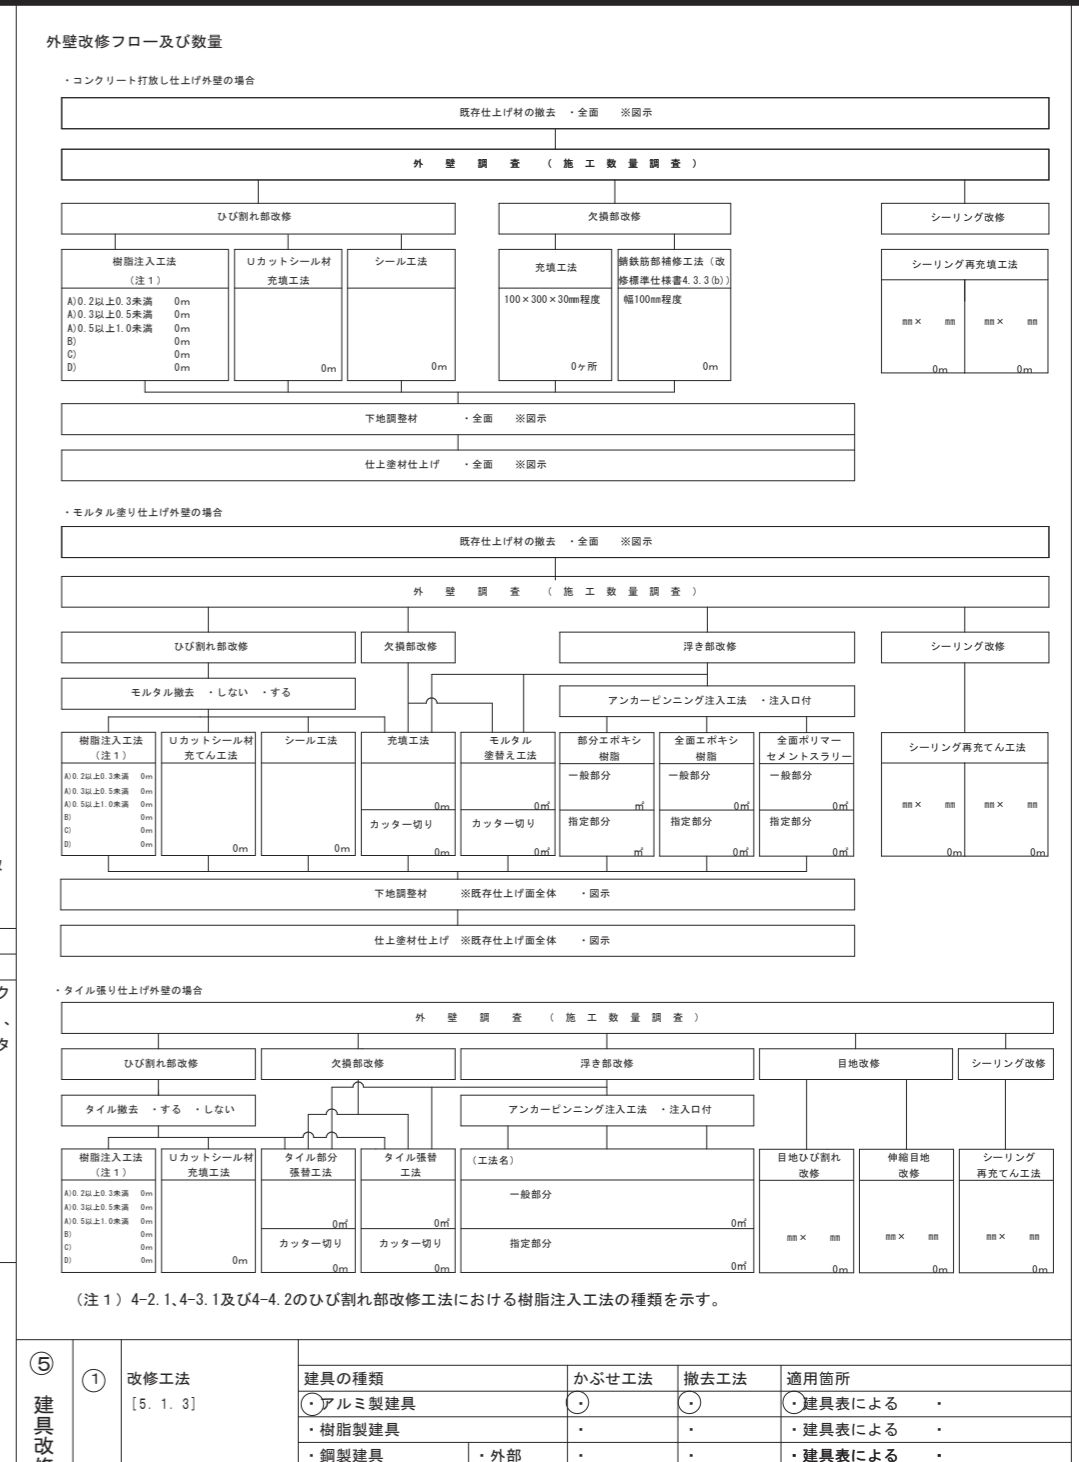 外壁改修フロー及び数量
・コンクリート打放し仕上げ外壁の場合
既存仕上げ材の撤去 ・全面 ※図示
外 壁 調 査 ( 施 工 数 量 調 査 )
ひび割れ部改修 欠損部改修 シーリング改修
樹脂注入工法
(注1)
A)0.2以上0.3未満 0m
A)0.3以上0.5未満 0m
A)0.5以上1.0未満 0m
B) 0m
C) 0m
D) 0m
Uカットシール材
充填工法
0m
シール工法
0m
充填工法
100×300×30㎜程度
0ヶ所
錆鉄筋部補修工法(改
修標準仕様書4.3.3(b))
幅100㎜程度
0m
シーリング再充填工法
㎜× ㎜ ㎜× ㎜
0m 0m
下地調整材 ・全面 ※図示
仕上塗材仕上げ ・全面 ※図示
・モルタル塗り仕上げ外壁の場合
既存仕上げ材の撤去 ・全面 ※図示
外 壁 調 査 ( 施 工 数 量 調 査 )
ひび割れ部改修 欠損部改修 浮き部改修 シーリング改修
モルタル撤去 ・しない ・する
アンカーピンニング注入工法 ・注入口付
樹脂注入工法
(注1)
A)0.2以上0.3未満 0m
A)0.3以上0.5未満 0m
A)0.5以上1.0未満 0m
B) 0m
C) 0m
D) 0m
Uカットシール材
充てん工法
0m
シール工法
0m
充填工法
0m
カッター切り
0m
モルタル
塗替え工法
0㎡
カッター切り
0㎡
部分エポキシ
樹脂
一般部分
㎡
指定部分
㎡
全面エポキシ
樹脂
一般部分
0㎡
指定部分
0㎡
全面ポリマー
セメントスラリー
一般部分
0㎡
指定部分
0㎡
シーリング再充てん工法
㎜× ㎜ ㎜× ㎜
0m 0m
下地調整材 ※既存仕上げ面全体 ・図示
仕上塗材仕上げ ※既存仕上げ面全体 ・図示
・タイル張り仕上げ外壁の場合
外 壁 調 査 ( 施 工 数 量 調 査 )
ひび割れ部改修 欠損部改修 浮き部改修 目地改修 シーリング改修
タイル撤去 ・する ・しない
アンカーピンニング注入工法 ・注入口付
樹脂注入工法
(注1)
A)0.2以上0.3未満 0m
A)0.3以上0.5未満 0m
A)0.5以上1.0未満 0m
B) 0m
C) 0m
D) 0m
Uカットシール材
充填工法
0m
タイル部分
張替工法
0㎡
カッター切り
0m
タイル張替
工法
0㎡
カッター切り
0m
(工法名)
一般部分
0㎡
指定部分
0㎡
目地ひび割れ
改修
㎜× ㎜
0m
伸縮目地
改修
㎜× ㎜
0m
シーリング
再充てん工法
㎜× ㎜
0m
(注1)4-2.1、4-3.1及び4-4.2のひび割れ部改修工法における樹脂注入工法の種類を示す。
⑤
建具改
① 改修工法
[5.1.3]
建具の種類 かぶせ工法 撤去工法 適用箇所
・アルミ製建具 ・ ・ ・建具表による ・
・樹脂製建具 ・ ・ ・建具表による ・
・鋼製建具 ・外部 ・ ・ ・建具表による ・
ク
、
タ